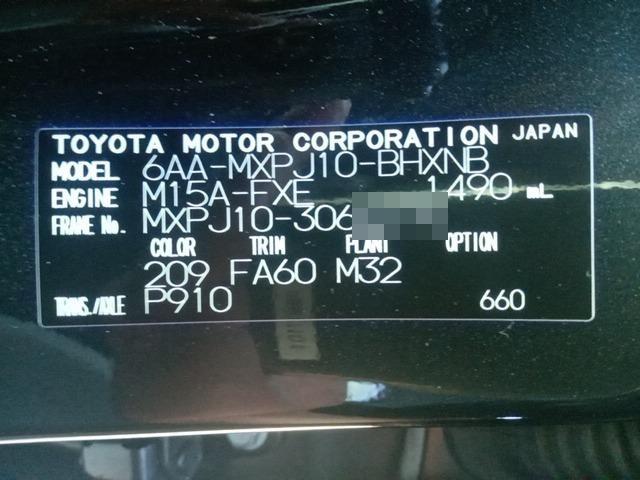 TOYOTA MOTOR CORPORATION JAPAN
MODEL 6AA-MXPJ10-BHXNB
ENGINE M15A-FXE 1490 mL
FRAME No. MXPJ10-306
COLOR TRIM PLANT OPTION
209 FA60 M32
TRANS./AXLE P910 660